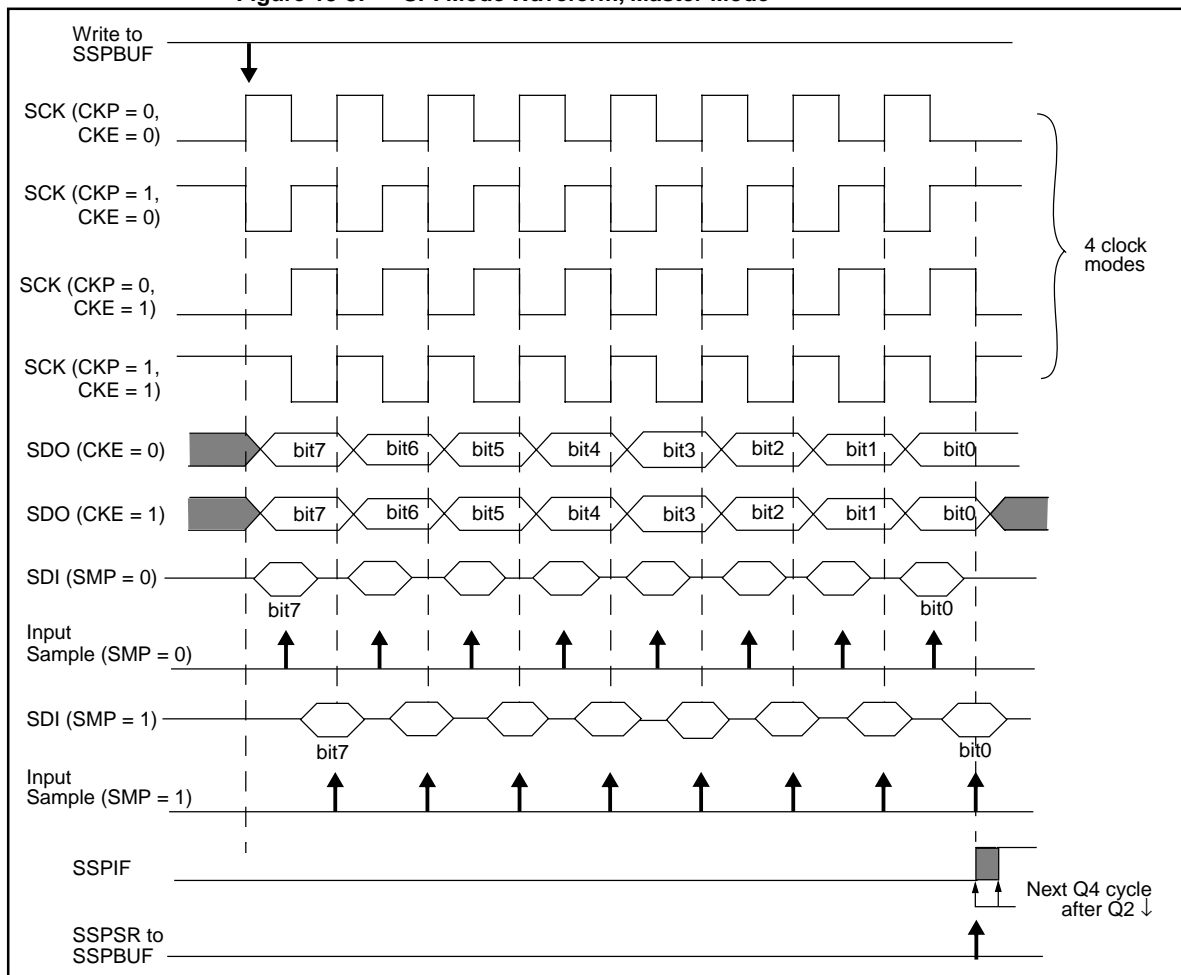 Write to
SSPBUF
SCK (CKP = 0,
CKE = 0)
SCK (CKP = 1,
CKE = 0)
SCK (CKP = 0,
CKE = 1)
SCK (CKP = 1,
CKE = 1)
4 clock
modes
SDO (CKE = 0)
bit7 bit6 bit5 bit4 bit3 bit2 bit1 bit0
SDO (CKE = 1)
bit7 bit6 bit5 bit4 bit3 bit2 bit1 bit0
SDI (SMP = 0)
bit7 bit0
Input
Sample (SMP = 0)
SDI (SMP = 1)
bit7 bit0
Input
Sample (SMP = 1)
SSPIF
Next Q4 cycle
after Q2 ↓
SSPSR to
SSPBUF